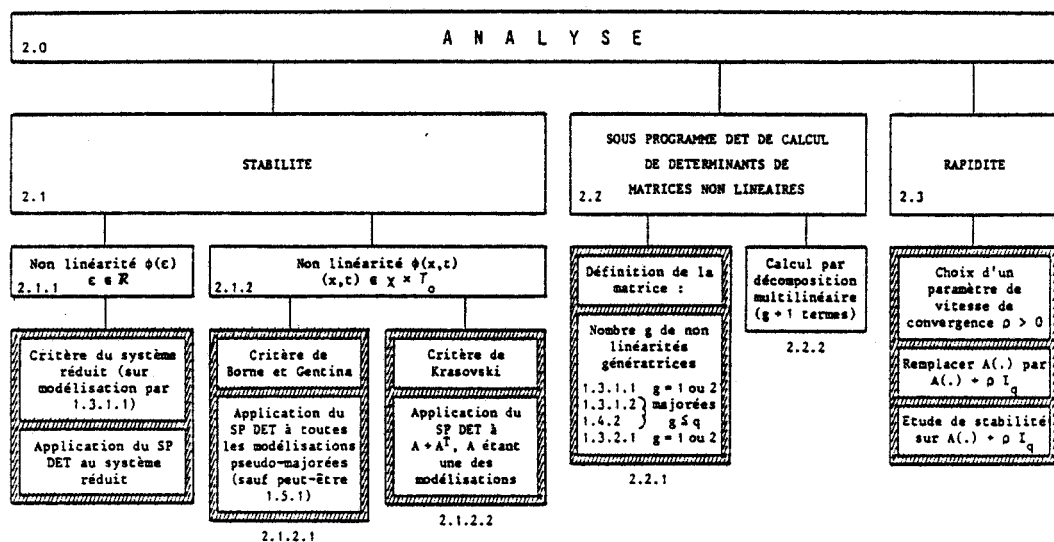 A N A L Y S E
2.0
STABILITE
2.1
SOUS PROGRAMME DET DE CALCUL
DE DETERMINANTS DE
MATRICES NON LINEAIRES
2.2
RAPIDITE
2.3
Non linéarité ϕ(ε)
ε ∈ R
2.1.1
Non linéarité ϕ(x,t)
(x,t) ∈ χ × T₀
2.1.2
Critère du système
réduit (sur
modélisation par
1.3.1.1)
Application du SP
DET au système
réduit
Critère de
Borne et Gentina
Application du
SP DET à toutes
les modélisations
pseudo-majorées
(sauf peut-être
1.5.1)
2.1.2.1
Critère de
Krasovski
Application du
SP DET à
A + Aᵀ, A étant
une des
modélisations
2.1.2.2
Définition de la
matrice :
Nombre g de non
linéarités
génératrices
1.3.1.1 g = 1 ou 2
1.3.1.2 } majorées
1.4.2 } g ≤ q
1.3.2.1 g = 1 ou 2
2.2.1
Calcul par
décomposition
multilinéaire
(g + 1 termes)
2.2.2
Choix d'un
paramètre de
vitesse de
convergence ρ > 0
Remplacer A(.) par
A(.) + ρ I_q
Etude de stabilité
sur A(.) + ρ I_q